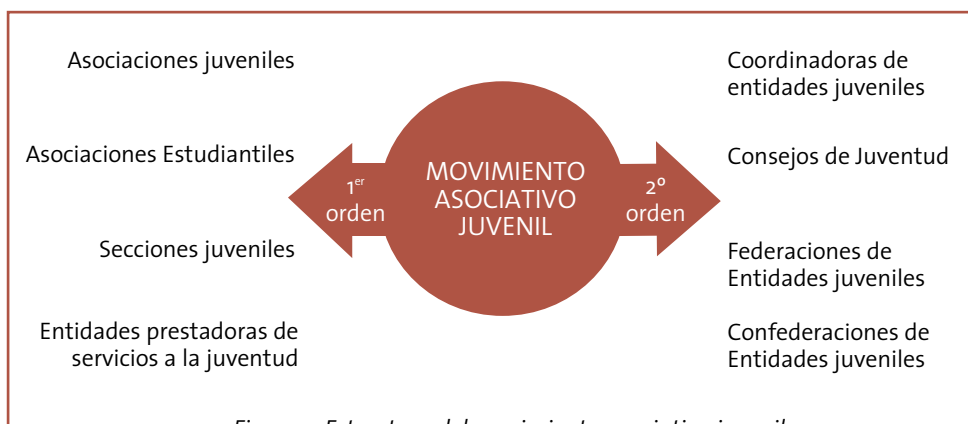 Asociaciones juveniles
Asociaciones Estudiantiles
Secciones juveniles
Entidades prestadoras de
servicios a la juventud
1er
orden
MOVIMIENTO
ASOCIATIVO
JUVENIL
2º
orden
Coordinadoras de
entidades juveniles
Consejos de Juventud
Federaciones de
Entidades juveniles
Confederaciones de
Entidades juveniles